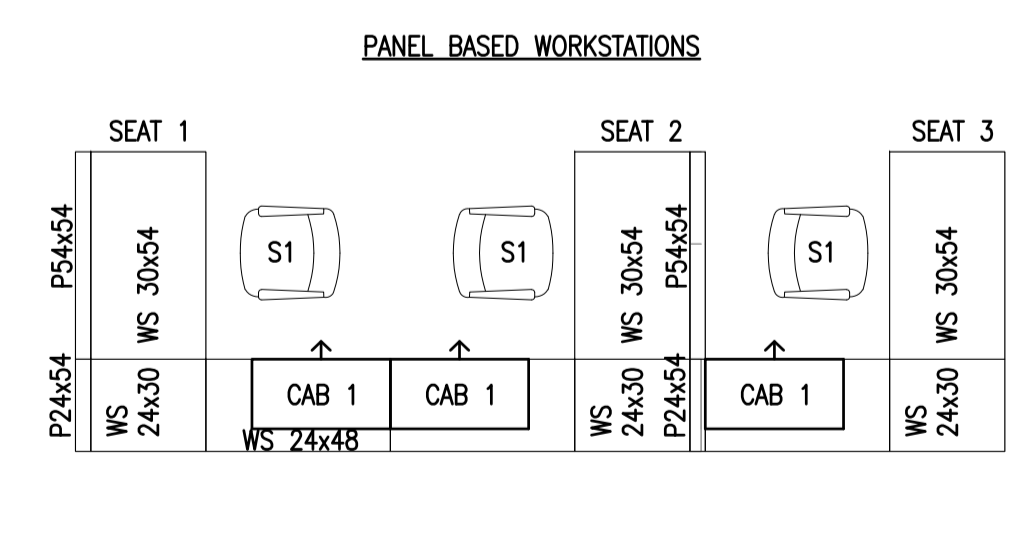 PANEL BASED WORKSTATIONS
SEAT 1
SEAT 2
SEAT 3
P54x54
WS 30x54
S1
S1
WS 30x54
P54x54
S1
WS 30x54
P24x54
WS
24x30
CAB 1
CAB 1
WS
24x30
P24x54
CAB 1
WS
24x30
WS 24x48